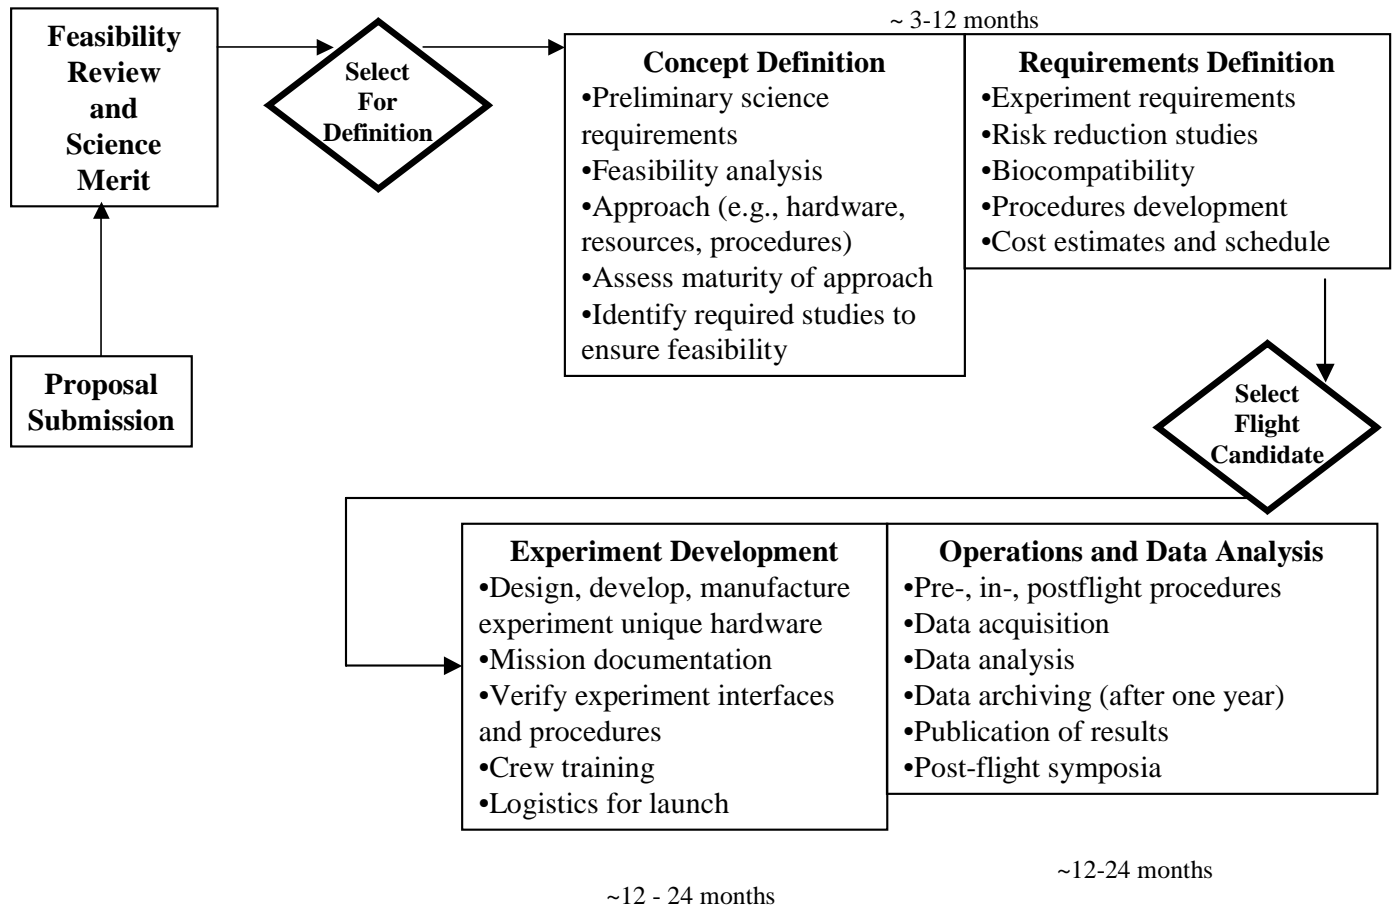 Feasibility
Review
and
Science
Merit
Select
For
Definition
~ 3-12 months
Concept Definition
•Preliminary science
requirements
•Feasibility analysis
•Approach (e.g., hardware,
resources, procedures)
•Assess maturity of approach
•Identify required studies to
ensure feasibility
Requirements Definition
•Experiment requirements
•Risk reduction studies
•Biocompatibility
•Procedures development
•Cost estimates and schedule
Proposal
Submission
Select
Flight
Candidate
Experiment Development
•Design, develop, manufacture
experiment unique hardware
•Mission documentation
•Verify experiment interfaces
and procedures
•Crew training
•Logistics for launch
Operations and Data Analysis
•Pre-, in-, postflight procedures
•Data acquisition
•Data analysis
•Data archiving (after one year)
•Publication of results
•Post-flight symposia
~12-24 months
~12 - 24 months